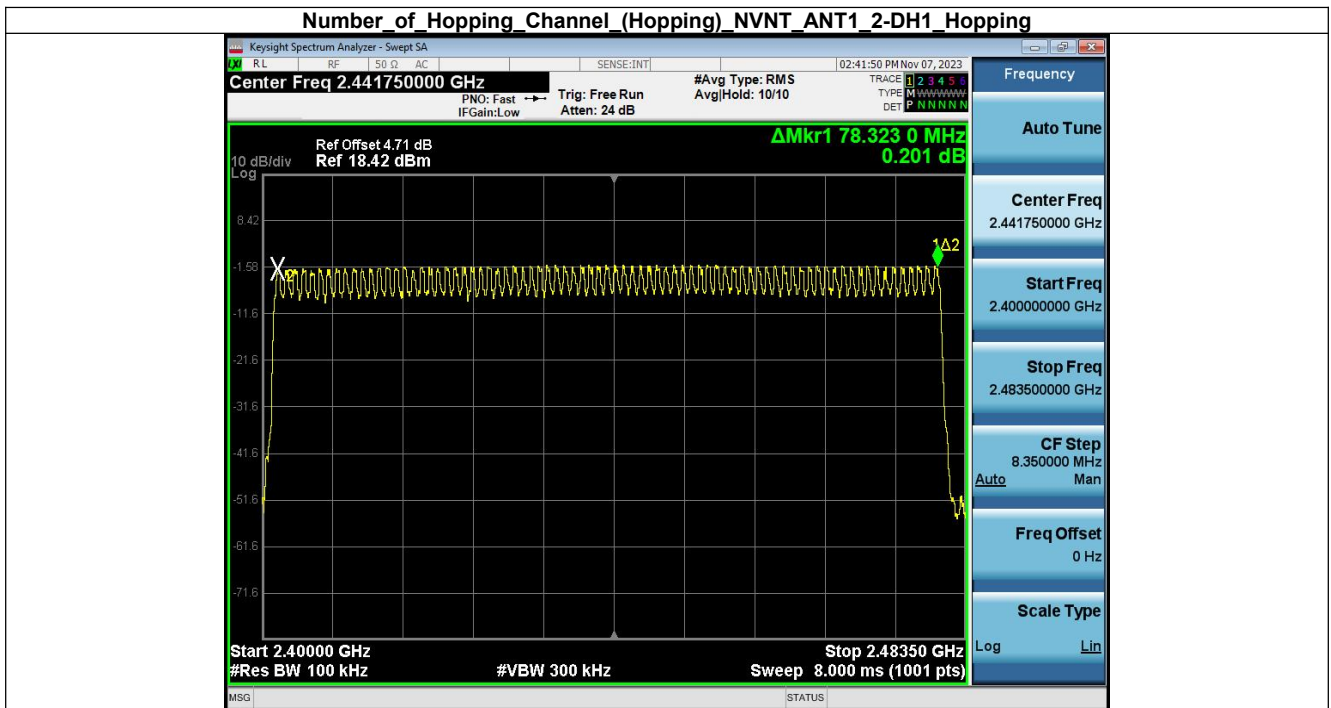 Number_of_Hopping_Channel_(Hopping)_NVNT_ANT1_2-DH1_Hopping
Keysight Spectrum Analyzer - Swept SA
LXI RL RF 50 Ω AC SENSE:INT 02:41:50 PM Nov 07, 2023
Center Freq 2.441750000 GHz
PNO: Fast
IFGain:Low
Trig: Free Run
Atten: 24 dB
#Avg Type: RMS
Avg|Hold: 10/10
TRACE 1 2 3 4 5 6
TYPE M WWWWW
DET P N N N N N
Frequency
Auto Tune
Center Freq
2.441750000 GHz
Start Freq
2.400000000 GHz
Stop Freq
2.483500000 GHz
CF Step
8.350000 MHz
Auto Man
Freq Offset
0 Hz
Scale Type
Log Lin
ΔMkr1 78.323 0 MHz
0.201 dB
Ref Offset 4.71 dB
10 dB/div Ref 18.42 dBm
Log
8.42
1Δ2
-1.58
X2
-11.6
-21.6
-31.6
-41.6
-51.6
-61.6
-71.6
Start 2.40000 GHz Stop 2.48350 GHz
#Res BW 100 kHz #VBW 300 kHz Sweep 8.000 ms (1001 pts)
MSG STATUS